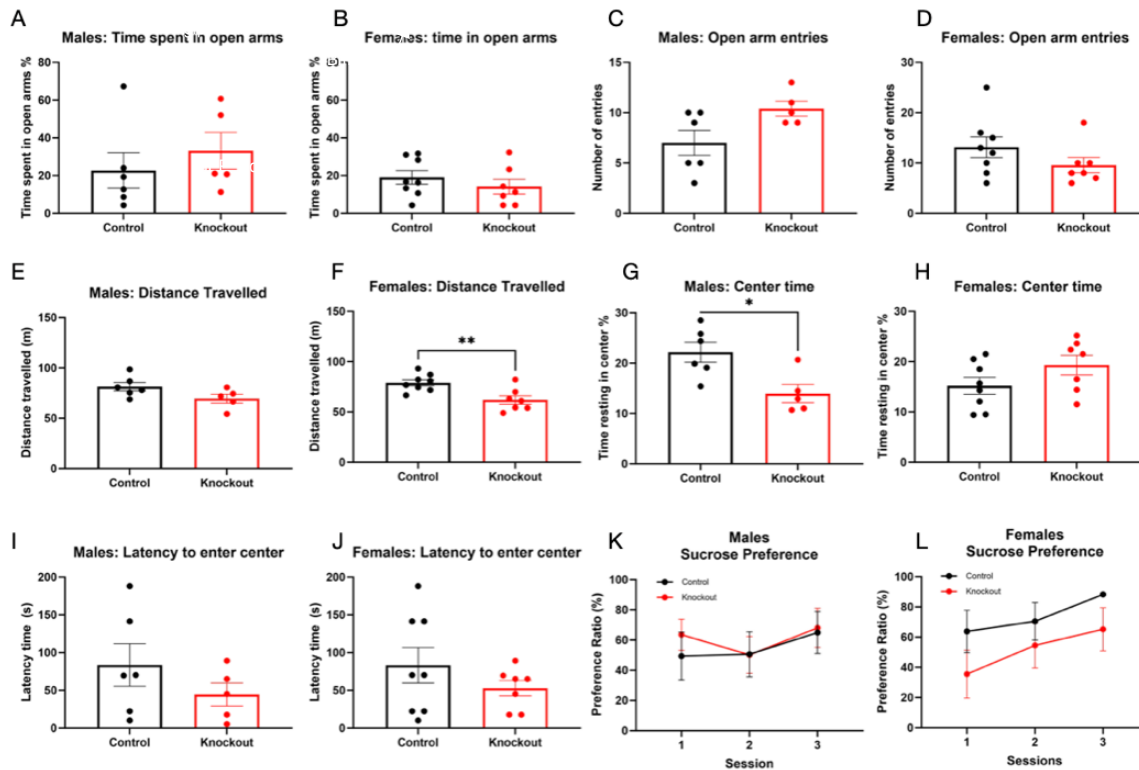 A
Males: Time spent in open arms
Time spent in open arms %
80
60
40
20
0
Control Knockout
B
Females: time in open arms
Time spent in open arms %
80
60
40
20
0
Control Knockout
C
Males: Open arm entries
Number of entries
15
10
5
0
Control Knockout
D
Females: Open arm entries
Number of entries
30
20
10
0
Control Knockout
E
Males: Distance Travelled
Distance travelled (m)
150
100
50
0
Control Knockout
F
Females: Distance Travelled
Distance travelled (m)
150
100
50
0
**
Control Knockout
G
Males: Center time
Time resting in center %
30
20
10
0
*
Control Knockout
H
Females: Center time
Time resting in center %
30
20
10
0
Control Knockout
I
Males: Latency to enter center
Latency time (s)
200
150
100
50
0
Control Knockout
J
Females: Latency to enter center
Latency time (s)
200
150
100
50
0
Control Knockout
K
Males
Sucrose Preference
Preference Ratio (%)
100
80
60
40
20
0
Control
Knockout
1 2 3
Session
L
Females
Sucrose Preference
Preference Ratio (%)
100
80
60
40
20
0
Control
Knockout
1 2 3
Sessions